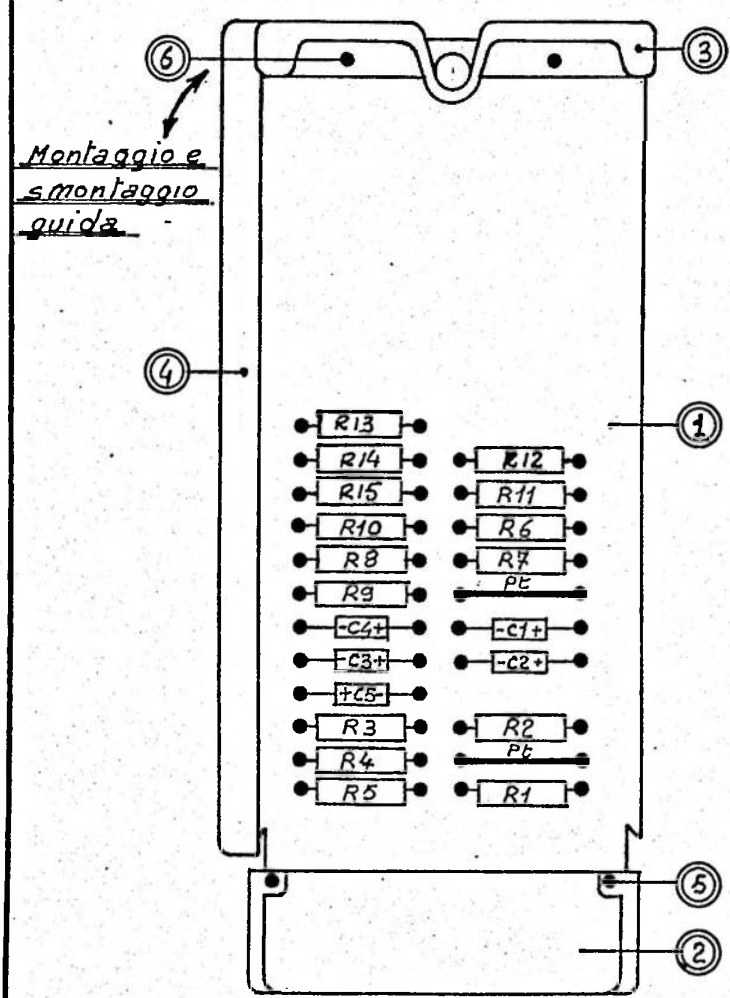 6
3
Montaggio e
smontaggio
guida
4
1
R13
R14 R12
R15 R11
R10 R6
R8 R7
R9 Pt
-C4+ -C1+
-C3+ -C2+
+C5-
R3 R2
R4 Pt
R5 R1
5
2